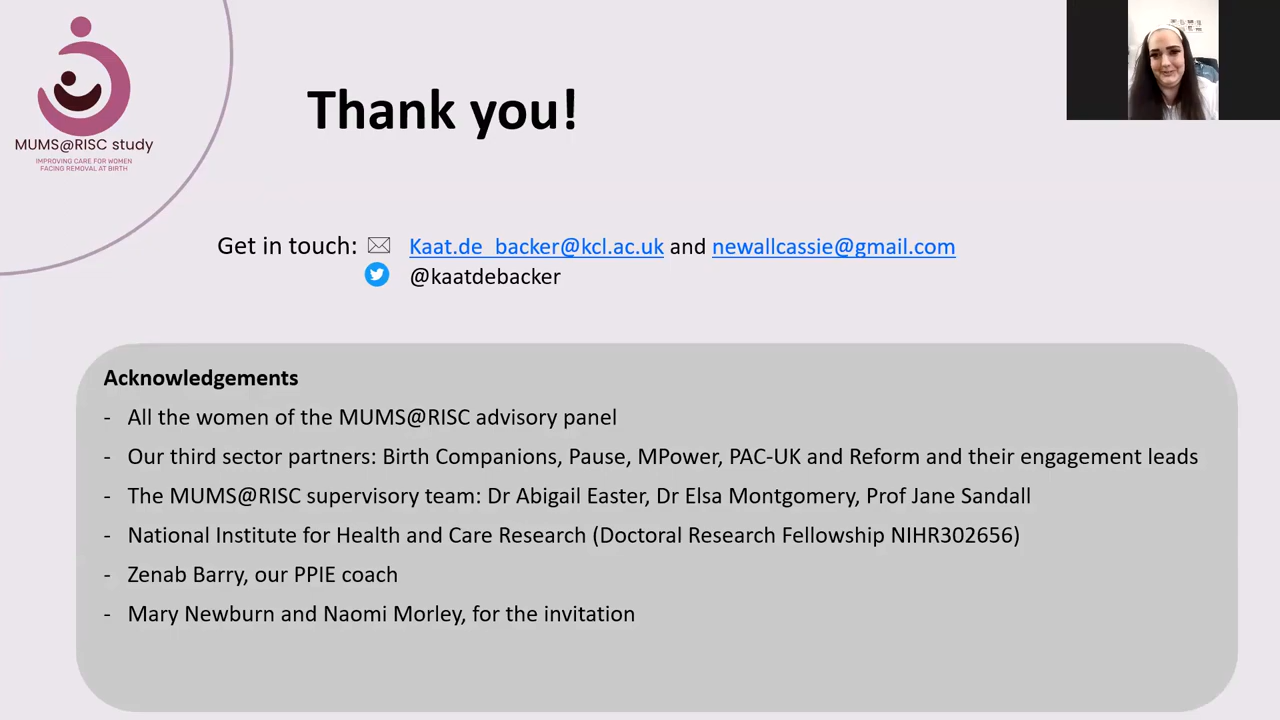 MUMS@RISC study
IMPROVING CARE FOR WOMEN
FACING REMOVAL AT BIRTH
Thank you!
Get in touch: Kaat.de_backer@kcl.ac.uk and newallcassie@gmail.com
@kaatdebacker
Acknowledgements
- All the women of the MUMS@RISC advisory panel
- Our third sector partners: Birth Companions, Pause, MPower, PAC-UK and Reform and their engagement leads
- The MUMS@RISC supervisory team: Dr Abigail Easter, Dr Elsa Montgomery, Prof Jane Sandall
- National Institute for Health and Care Research (Doctoral Research Fellowship NIHR302656)
- Zenab Barry, our PPIE coach
- Mary Newburn and Naomi Morley, for the invitation